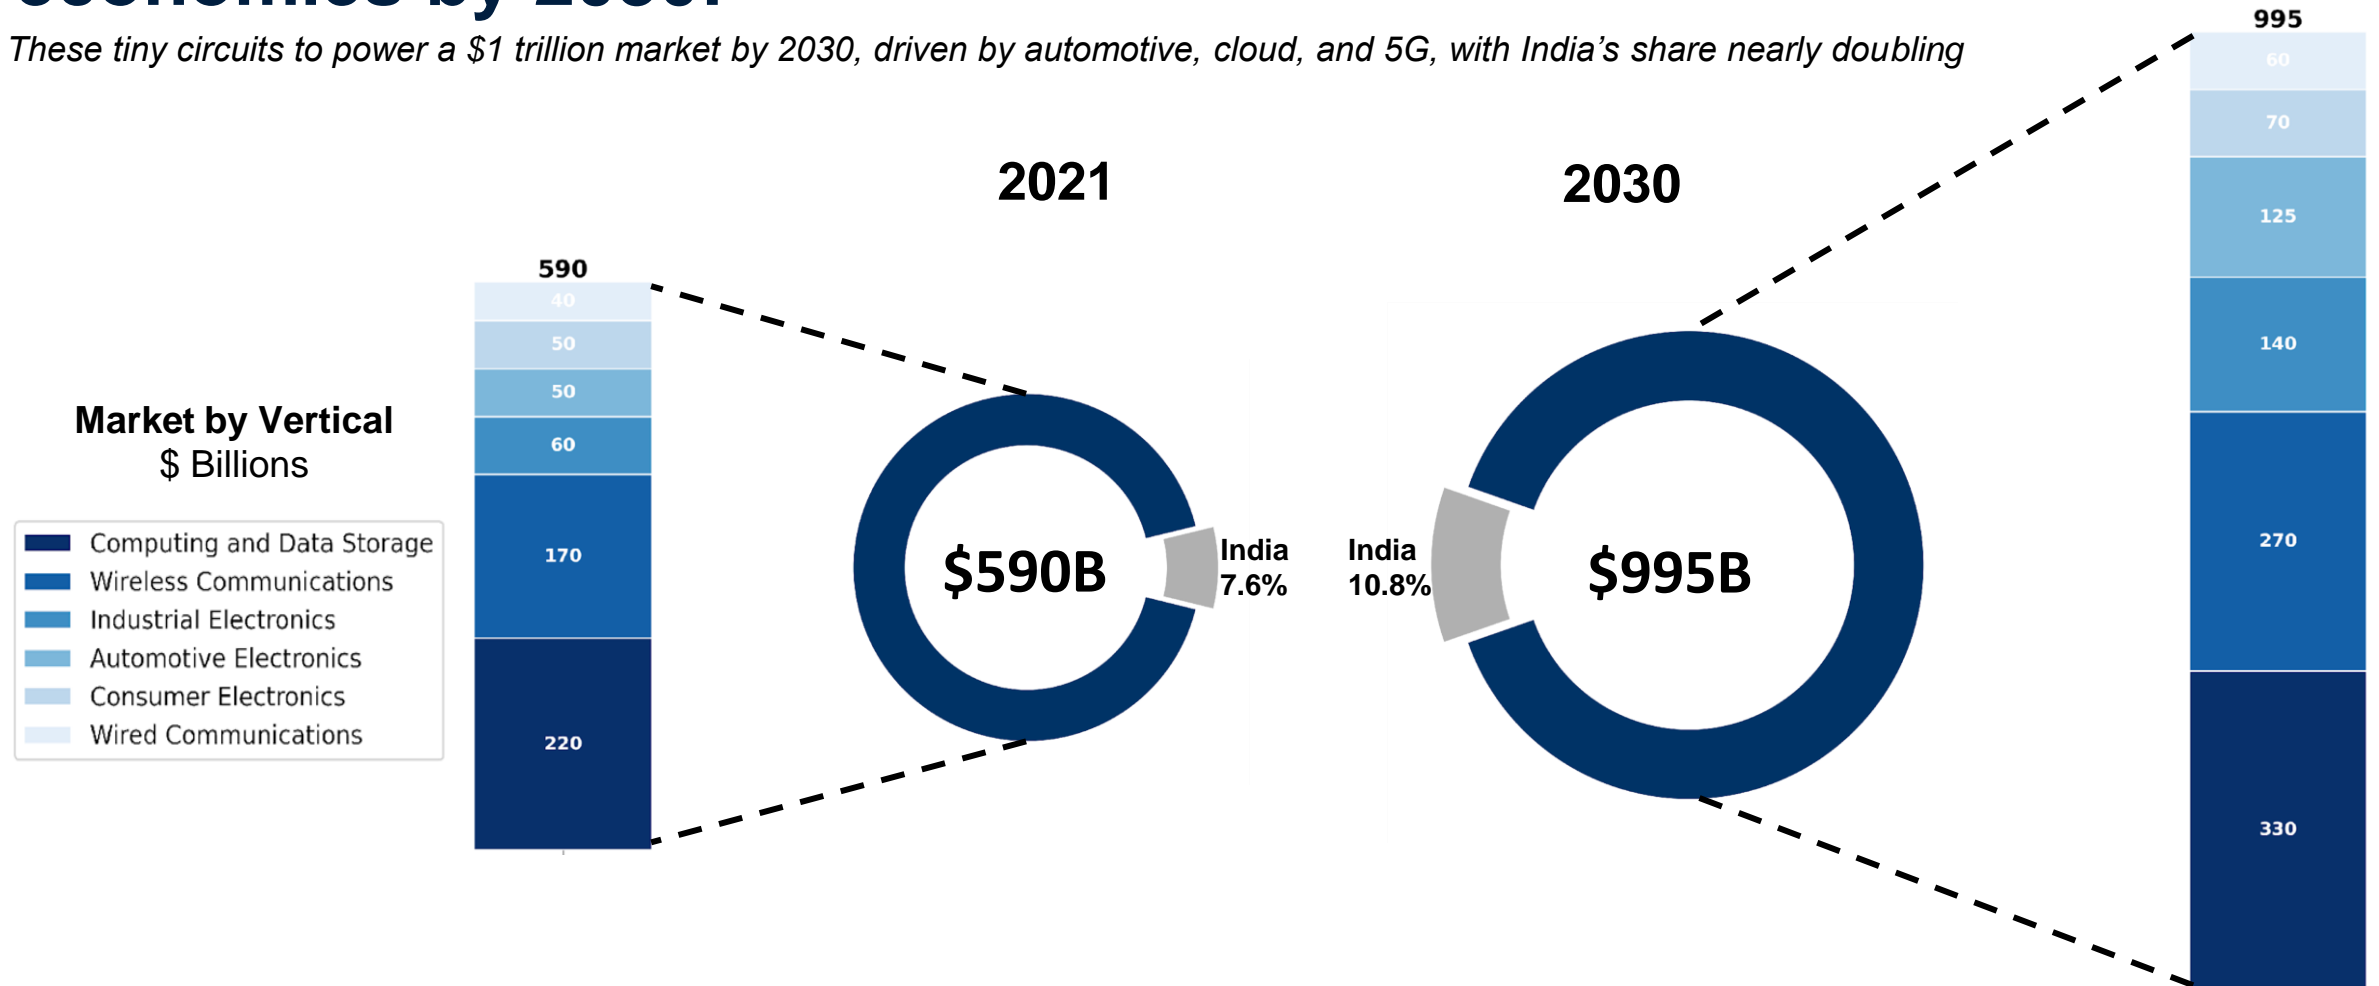 economics by 2030.
These tiny circuits to power a $1 trillion market by 2030, driven by automotive, cloud, and 5G, with India's share nearly doubling
2021
2030
Market by Vertical
$ Billions
Computing and Data Storage
Wireless Communications
Industrial Electronics
Automotive Electronics
Consumer Electronics
Wired Communications
590
40
50
50
60
170
220
$590B
India
7.6%
India
10.8%
$995B
995
60
70
125
140
270
330